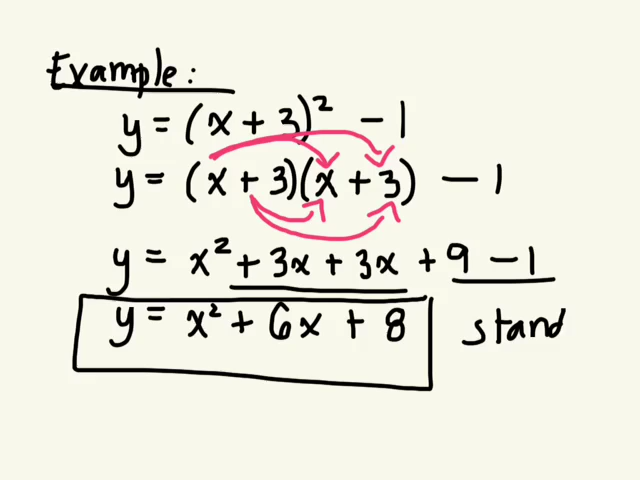 Example:
y = (x + 3)² - 1
y = (x + 3)(x + 3) - 1
y = x² + 3x + 3x + 9 - 1
y = x² + 6x + 8 stand